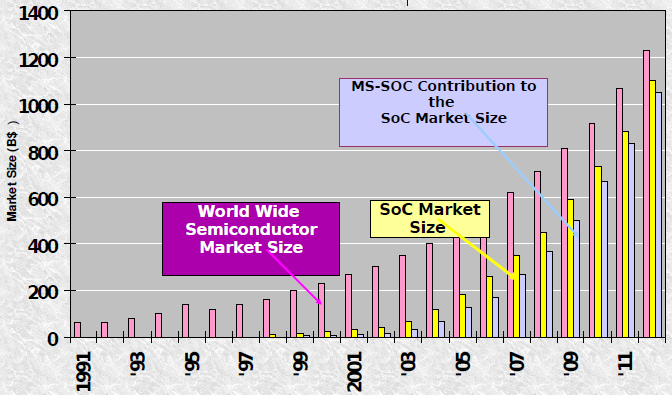 1400
1200
1000
800
600
400
200
0
Market Size (B$ )
MS-SOC Contribution to
the
SoC Market Size
World Wide
Semiconductor
Market Size
SoC Market
Size
1991
'93
'95
'97
'99
2001
'03
'05
'07
'09
'11